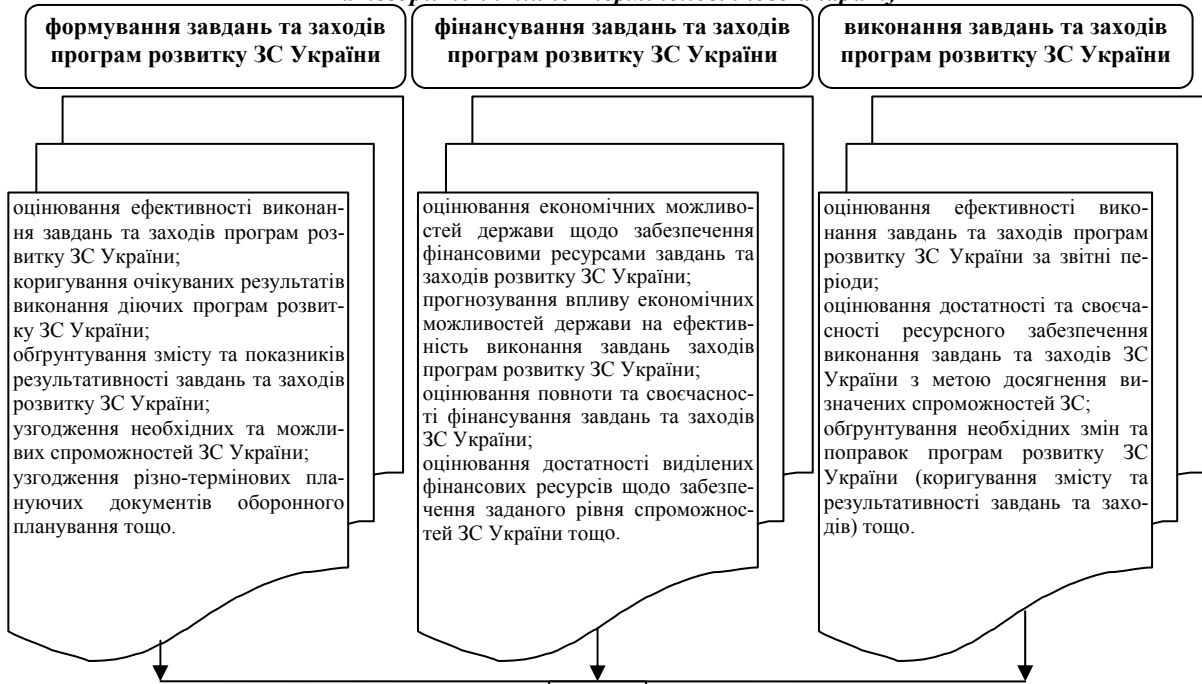 формування завдань та заходів
програм розвитку ЗС України
фінансування завдань та заходів
програм розвитку ЗС України
виконання завдань та заходів
програм розвитку ЗС України
оцінювання ефективності виконан-
ня завдань та заходів програм роз-
витку ЗС України;
коригування очікуваних результатів
виконання діючих програм розвит-
ку ЗС України;
обґрунтування змісту та показників
результативності завдань та заходів
розвитку ЗС України;
узгодження необхідних та можли-
вих спроможностей ЗС України;
узгодження різно-термінових пла-
нуючих документів оборонного
планування тощо.
оцінювання економічних можливо-
стей держави щодо забезпечення
фінансовими ресурсами завдань та
заходів розвитку ЗС України;
прогнозування впливу економічних
можливостей держави на ефектив-
ність виконання завдань заходів
програм розвитку ЗС України;
оцінювання повноти та своєчаснос-
ті фінансування завдань та заходів
ЗС України;
оцінювання достатності виділених
фінансових ресурсів щодо забезпе-
чення заданого рівня спроможнос-
тей ЗС України тощо.
оцінювання ефективності вико-
нання завдань та заходів програм
розвитку ЗС України за звітні пе-
ріоди;
оцінювання достатності та своєча-
сності ресурсного забезпечення
виконання завдань та заходів ЗС
України з метою досягнення ви-
значених спроможностей ЗС;
обґрунтування необхідних змін та
поправок програм розвитку ЗС
України (коригування змісту та
результативності завдань та захо-
дів) тощо.